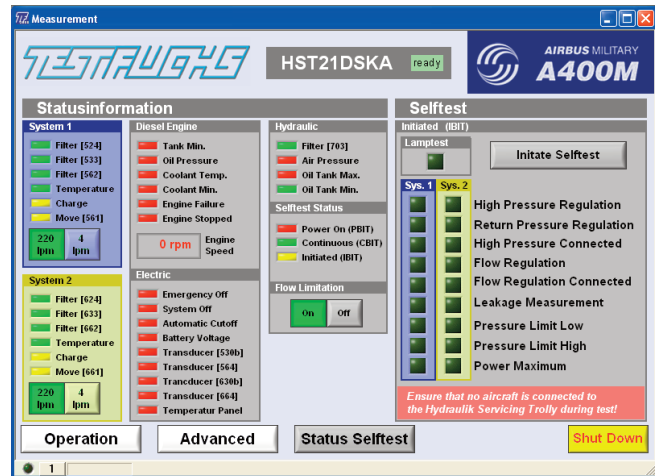 Measurement
TESTFUCHS
HST21DSKA
ready
AIRBUS MILITARY
A400M
Statusinformation
System 1
Filter [524]
Filter [533]
Filter [562]
Temperature
Charge
Move [561]
220 4
lpm lpm
System 2
Filter [624]
Filter [633]
Filter [662]
Temperature
Charge
Move [661]
220 4
lpm lpm
Diesel Engine
Tank Min.
Oil Pressure
Coolant Temp.
Coolant Min.
Engine Failure
Engine Stopped
0 rpm
Engine
Speed
Electric
Emergency Off
System Off
Automatic Cutoff
Battery Voltage
Transducer [530b]
Transducer [564]
Trancducer [630b]
Transducer [664]
Temperatur Panel
Hydraulic
Filter [703]
Air Pressure
Oil Tank Max.
Oil Tank Min.
Selftest Status
Power On (PBIT)
Continuous (CBIT)
Initiated (IBIT)
Flow Limitation
On Off
Selftest
Initiated (IBIT)
Lamptest
Initate Selftest
Sys. 1 Sys. 2
High Pressure Regulation
Return Pressure Regulation
High Pressure Connected
Flow Regulation
Flow Regulation Connected
Leakage Measurement
Pressure Limit Low
Pressure Limit High
Power Maximum
Ensure that no aircraft is connected to
the Hydraulik Servicing Trolly during test!
Operation Advanced Status Selftest Shut Down
1